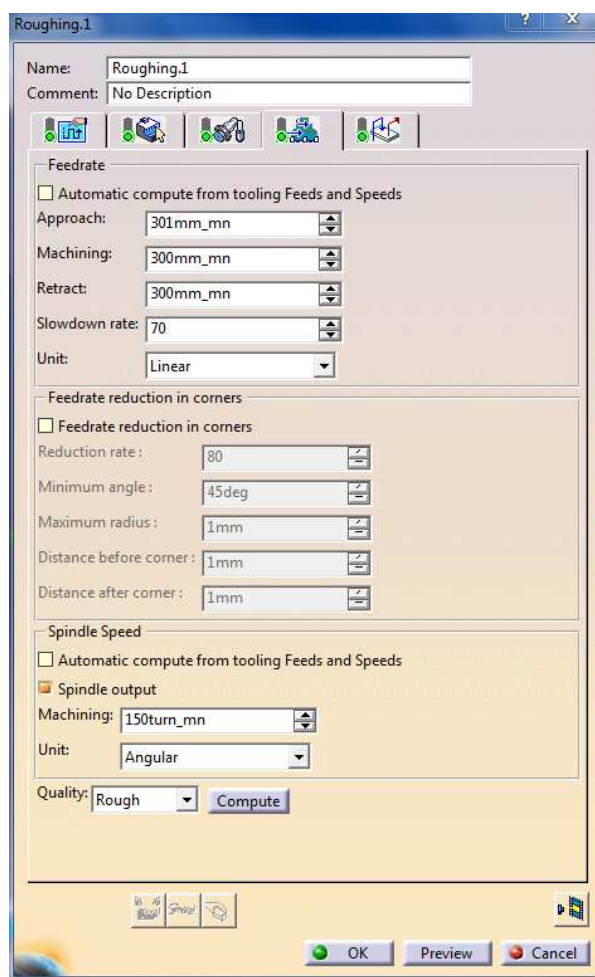 Roughing.1
? X
Name: Roughing.1
Comment: No Description
Feedrate
Automatic compute from tooling Feeds and Speeds
Approach: 301mm_mn
Machining: 300mm_mn
Retract: 300mm_mn
Slowdown rate: 70
Unit: Linear
Feedrate reduction in corners
Feedrate reduction in corners
Reduction rate : 80
Minimum angle : 45deg
Maximum radius : 1mm
Distance before corner : 1mm
Distance after corner : 1mm
Spindle Speed
Automatic compute from tooling Feeds and Speeds
Spindle output
Machining: 150turn_mn
Unit: Angular
Quality: Rough Compute
OK Preview Cancel